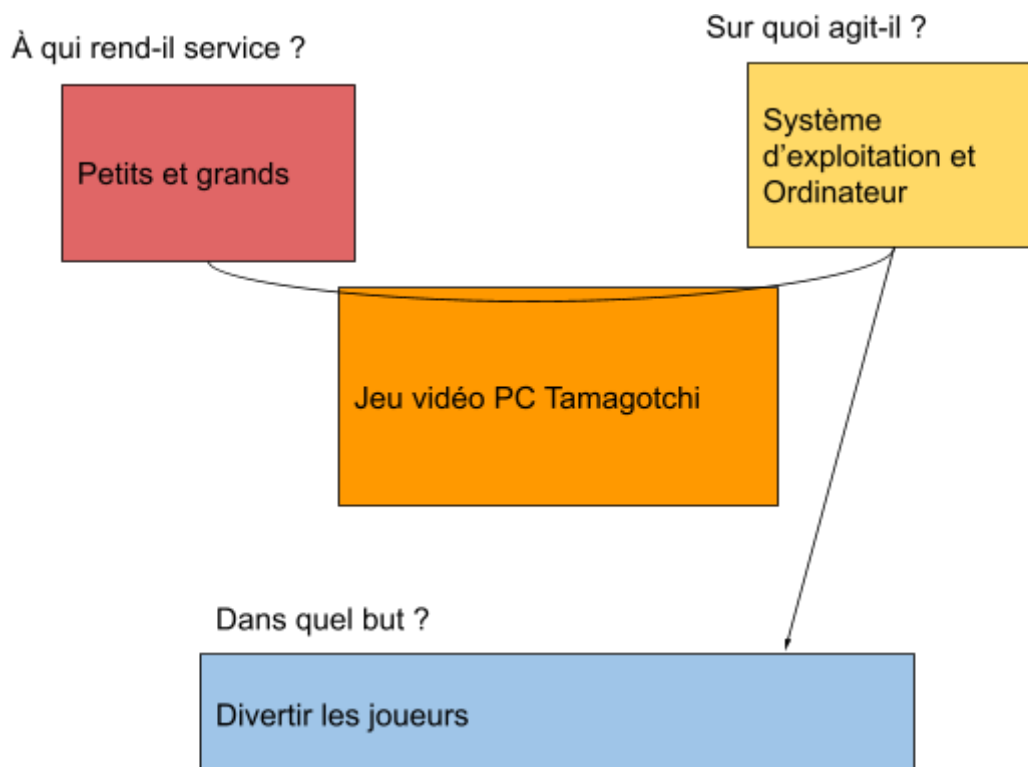 À qui rend-il service ?
Sur quoi agit-il ?
Petits et grands
Système
d’exploitation et
Ordinateur
Jeu vidéo PC Tamagotchi
Dans quel but ?
Divertir les joueurs